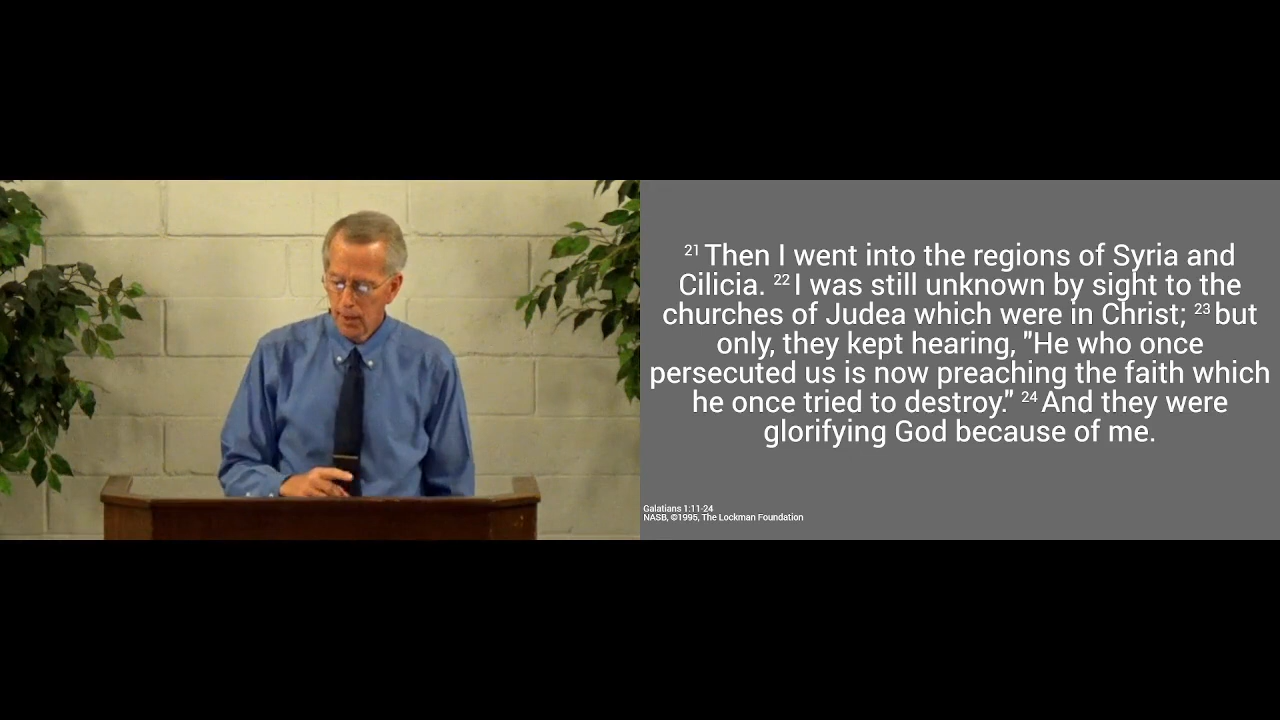 21 Then I went into the regions of Syria and
Cilicia. 22 I was still unknown by sight to the
churches of Judea which were in Christ; 23 but
only, they kept hearing, "He who once
persecuted us is now preaching the faith which
he once tried to destroy." 24 And they were
glorifying God because of me.
Galatians 1:11-24
NASB, ©1995, The Lockman Foundation